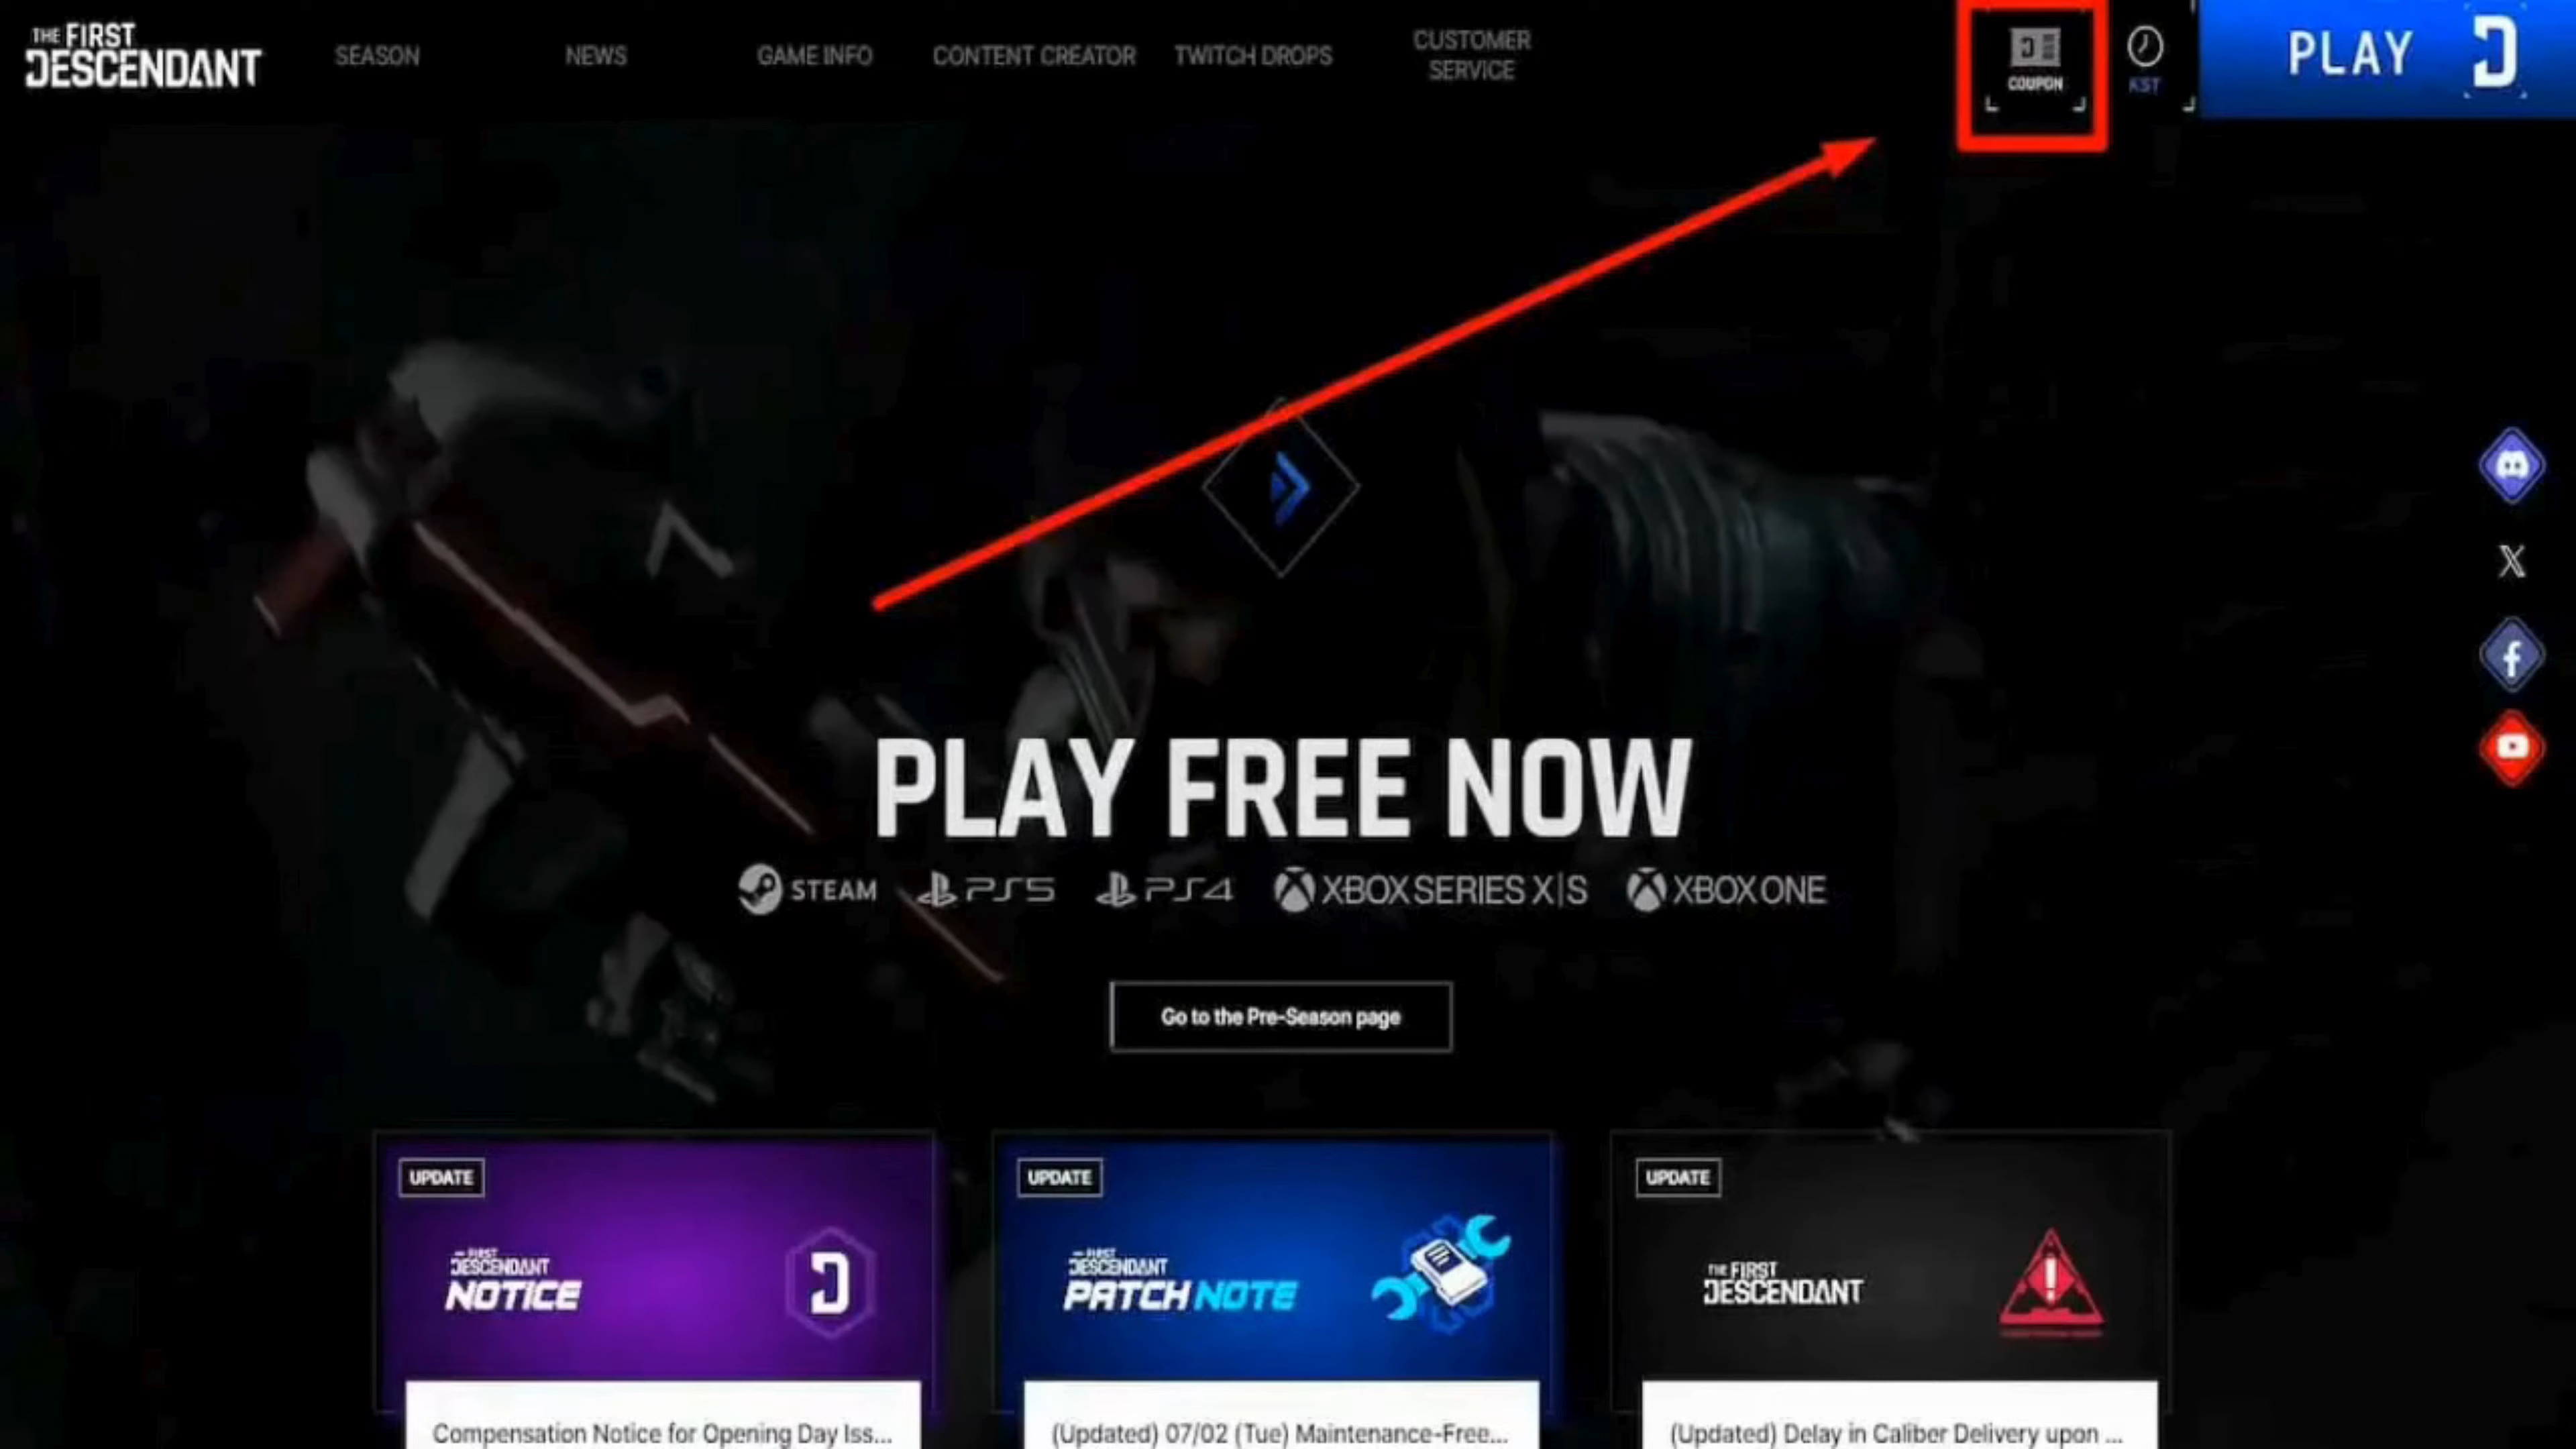 THE FIRST
DESCENDANT
SEASON
NEWS
GAME INFO
CONTENT CREATOR
TWITCH DROPS
CUSTOMER
SERVICE
COUPON
KST
PLAY
PLAY FREE NOW
STEAM
PS5
PS4
XBOX SERIES X|S
XBOX ONE
Go to the Pre-Season page
UPDATE
THE FIRST
DESCENDANT
NOTICE
Compensation Notice for Opening Day Iss...
UPDATE
THE FIRST
DESCENDANT
PATCH NOTE
(Updated) 07/02 (Tue) Maintenance-Free...
UPDATE
THE FIRST
DESCENDANT
(Updated) Delay in Caliber Delivery upon ...